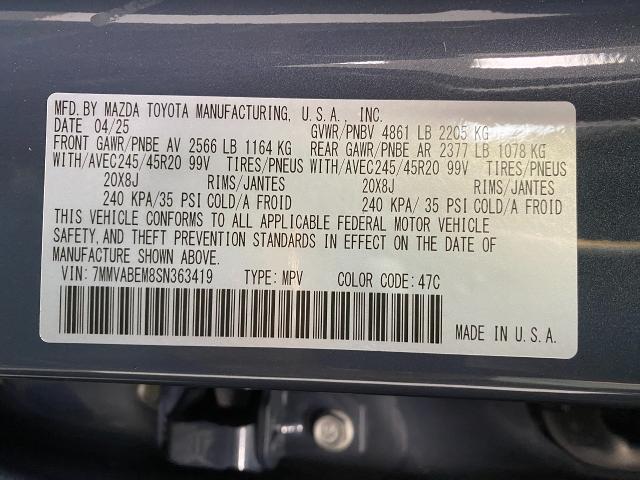 MFD. BY MAZDA TOYOTA MANUFACTURING, U.S.A., INC.
DATE 04/25 GVWR/PNBV 4861 LB 2205 KG
FRONT GAWR/PNBE AV 2566 LB 1164 KG REAR GAWR/PNBE AR 2377 LB 1078 KG
WITH/AVEC245/45R20 99V TIRES/PNEUS WITH/AVEC245/45R20 99V TIRES/PNEUS
20X8J RIMS/JANTES 20X8J RIMS/JANTES
240 KPA/35 PSI COLD/A FROID 240 KPA/ 35 PSI COLD/A FROID
THIS VEHICLE CONFORMS TO ALL APPLICABLE FEDERAL MOTOR VEHICLE
SAFETY, AND THEFT PREVENTION STANDARDS IN EFFECT ON THE DATE OF
MANUFACTURE SHOWN ABOVE.
VIN: 7MMVABEM8SN363419 TYPE: MPV COLOR CODE: 47C
MADE IN U.S.A.